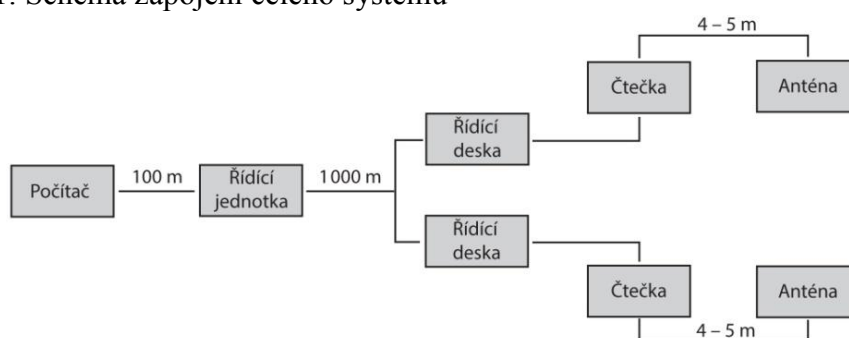 1. Schéma zapojení celého systému
4 – 5 m
Čtečka
Anténa
Řídící
deska
Počítač
100 m
Řídící
jednotka
1000 m
Řídící
deska
Čtečka
Anténa
4 – 5 m